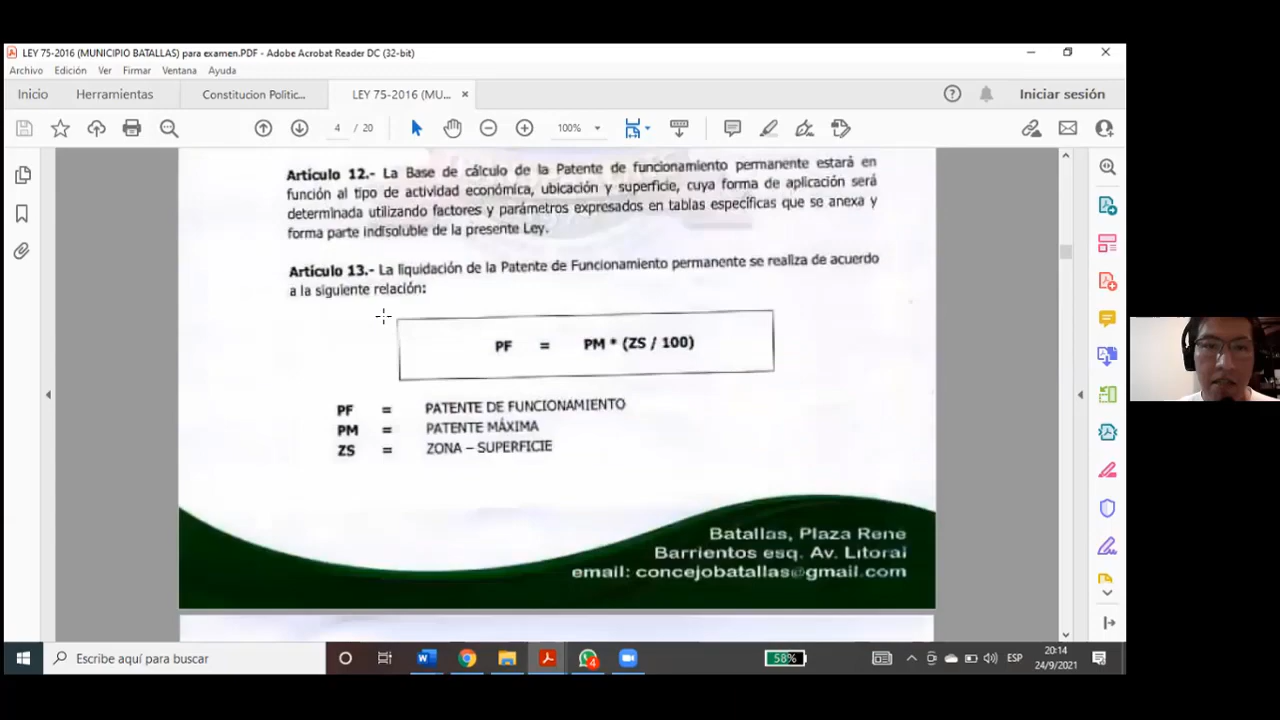 LEY 75-2016 (MUNICIPIO BATALLAS) para examen.PDF - Adobe Acrobat Reader DC (32-bit)
Archivo Edición Ver Firmar Ventana Ayuda
Inicio Herramientas Constitucion Politic... LEY 75-2016 (MU... × Iniciar sesión
4 / 20 100%
Artículo 12.- La Base de cálculo de la Patente de funcionamiento permanente estará en
función al tipo de actividad económica, ubicación y superficie, cuya forma de aplicación será
determinada utilizando factores y parámetros expresados en tablas específicas que se anexa y
forma parte indisoluble de la presente Ley.
Artículo 13.- La liquidación de la Patente de Funcionamiento permanente se realiza de acuerdo
a la siguiente relación:
PF = PM * (ZS / 100)
PF = PATENTE DE FUNCIONAMIENTO
PM = PATENTE MÁXIMA
ZS = ZONA – SUPERFICIE
Batallas, Plaza Rene
Barrientos esq. Av. Litoral
email: concejobatallas@gmail.com
Escribe aquí para buscar
58%
ESP
20:14
24/9/2021
4